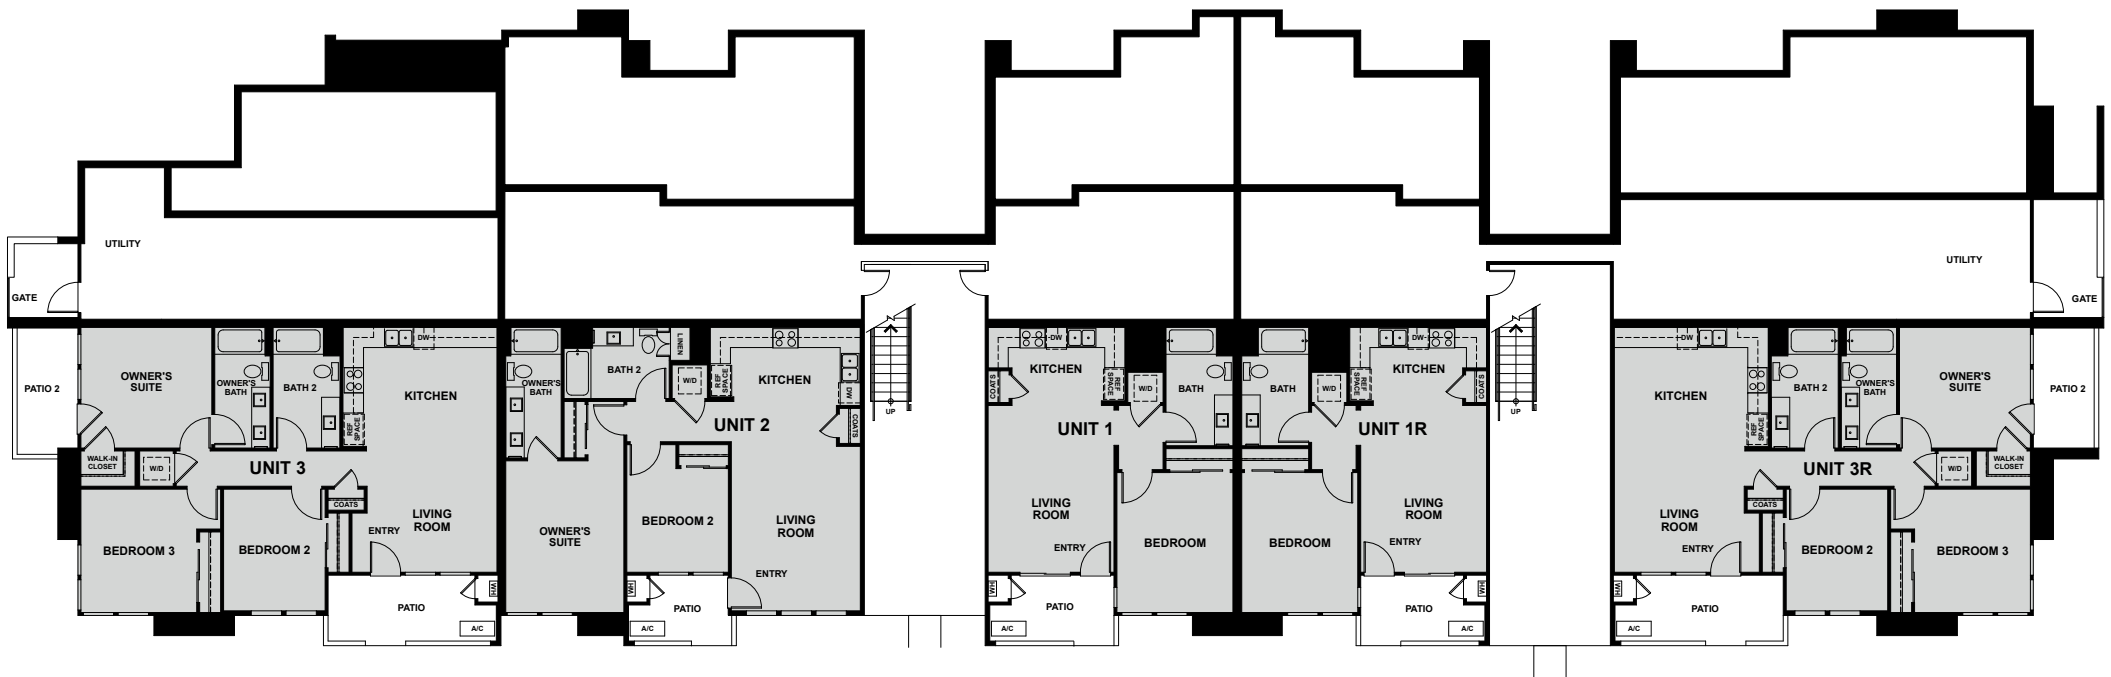 UTILITY
GATE
PATIO 2
OWNER'S
SUITE
OWNER'S
BATH
BATH 2
DW
KITCHEN
REF
SPACE
WALK-IN
CLOSET
W/D
UNIT 3
COATS
ENTRY
LIVING
ROOM
BEDROOM 3
BEDROOM 2
PATIO
WH
A/C
OWNER'S
BATH
BATH 2
LINEN
W/D
REF
SPACE
KITCHEN
DW
COATS
UNIT 2
OWNER'S
SUITE
BEDROOM 2
LIVING
ROOM
ENTRY
WH
PATIO
A/C
UP
DW
KITCHEN
COATS
REF
SPACE
W/D
BATH
UNIT 1
LIVING
ROOM
ENTRY
BEDROOM
WH
PATIO
A/C
BATH
W/D
REF
SPACE
DW
KITCHEN
COATS
UNIT 1R
LIVING
ROOM
ENTRY
BEDROOM
PATIO
WH
A/C
UP
UTILITY
GATE
DW
KITCHEN
REF
SPACE
BATH 2
OWNER'S
BATH
OWNER'S
SUITE
PATIO 2
UNIT 3R
W/D
WALK-IN
CLOSET
COATS
LIVING
ROOM
ENTRY
BEDROOM 2
BEDROOM 3
WH
PATIO
A/C